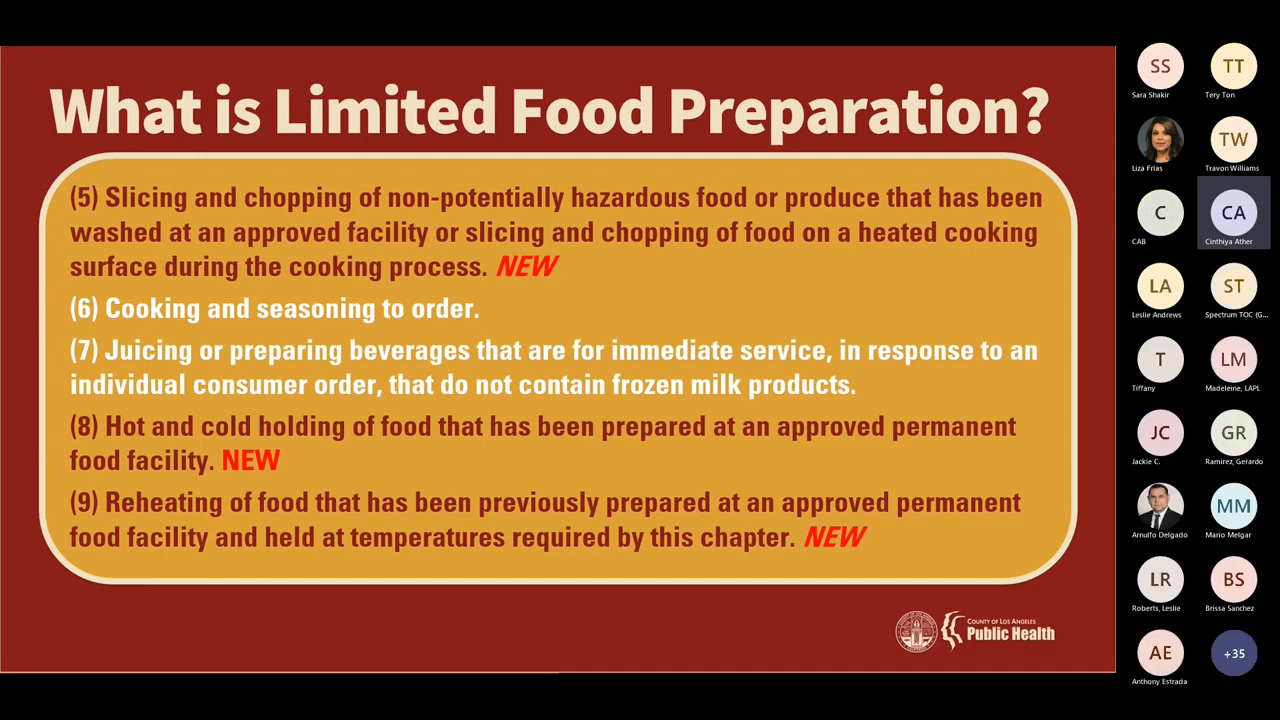 What is Limited Food Preparation?
(5) Slicing and chopping of non-potentially hazardous food or produce that has been
washed at an approved facility or slicing and chopping of food on a heated cooking
surface during the cooking process. NEW
(6) Cooking and seasoning to order.
(7) Juicing or preparing beverages that are for immediate service, in response to an
individual consumer order, that do not contain frozen milk products.
(8) Hot and cold holding of food that has been prepared at an approved permanent
food facility. NEW
(9) Reheating of food that has been previously prepared at an approved permanent
food facility and held at temperatures required by this chapter. NEW
County of Los Angeles
Public Health
SS
Sara Shakir
TT
Tery Ton
Liza Frias
TW
Travon Williams
C
CAB
CA
Cinthiya Ather
LA
Leslie Andrews
ST
Spectrum TOC (G...
T
Tiffany
LM
Madeleine, LAPL
JC
Jackie C.
GR
Ramirez, Gerardo
Arnulfo Delgado
MM
Mario Melgar
LR
Roberts, Leslie
BS
Brissa Sanchez
AE
Anthony Estrada
+35